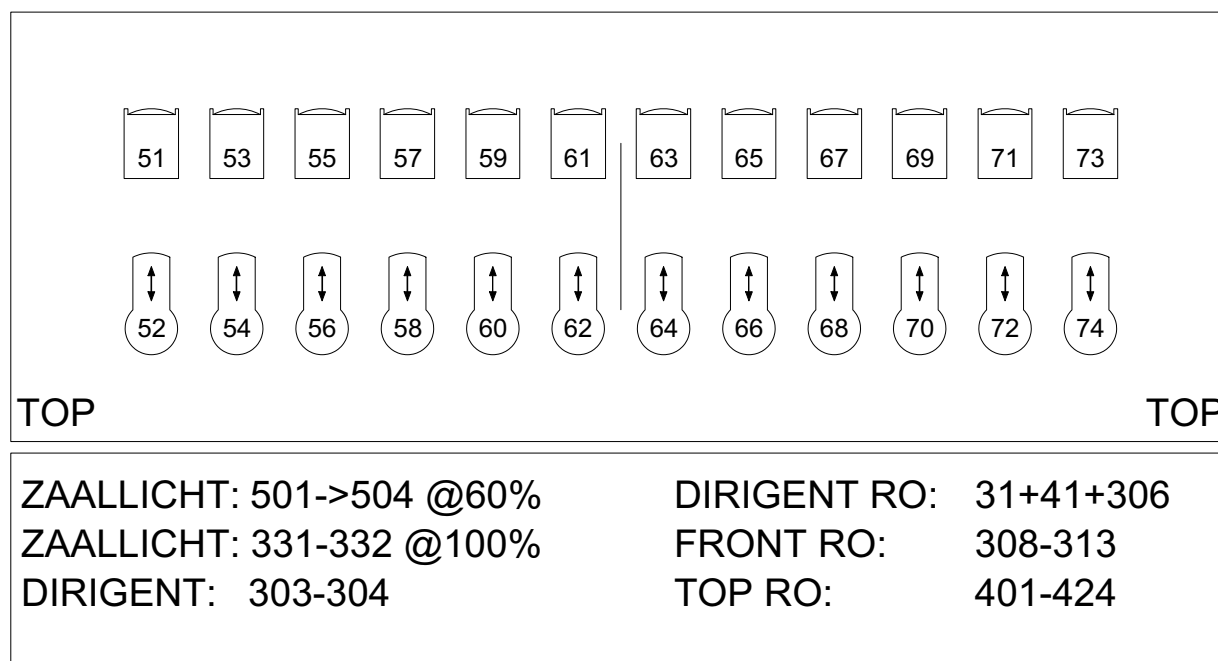 51 53 55 57 59 61 63 65 67 69 71 73
52 54 56 58 60 62 64 66 68 70 72 74
TOP TOP
ZAALLICHT: 501->504 @60% DIRIGENT RO: 31+41+306
ZAALLICHT: 331-332 @100% FRONT RO: 308-313
DIRIGENT: 303-304 TOP RO: 401-424